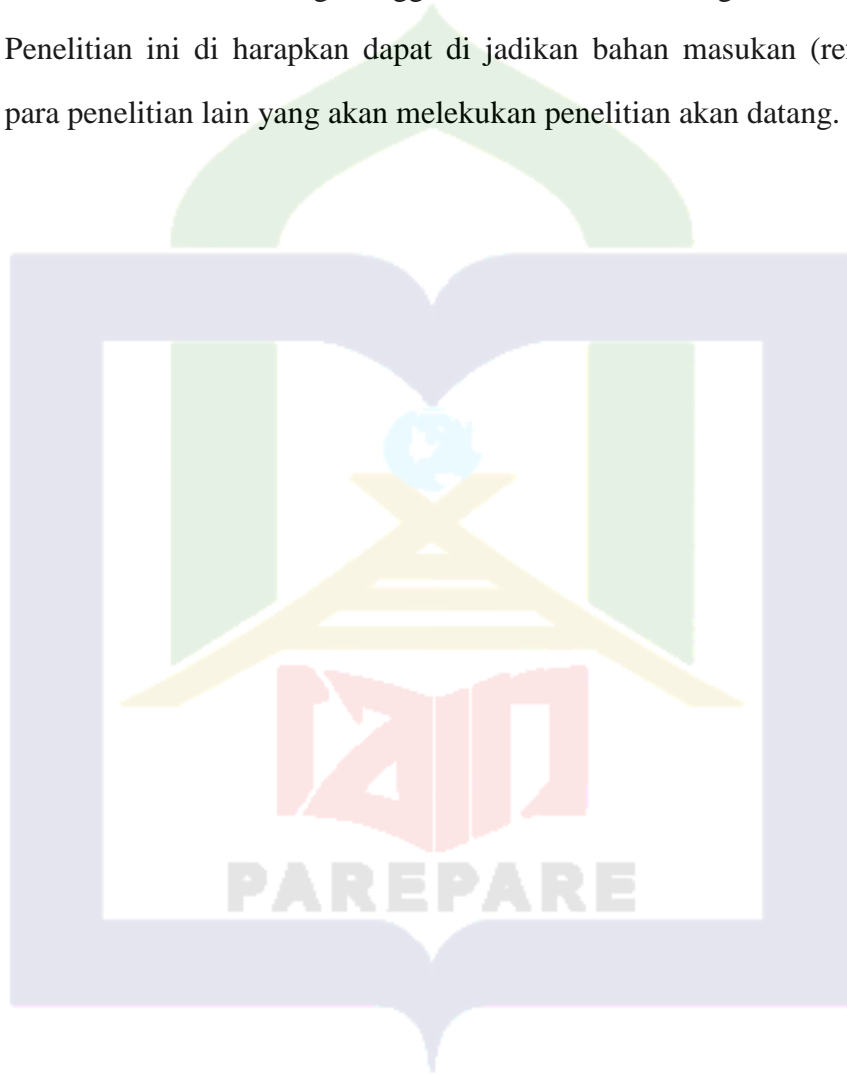 Penelitian ini di harapkan dapat di jadikan bahan masukan
para penelitian lain yang akan melekukan penelitian akan datang.
iain
PAREPARE